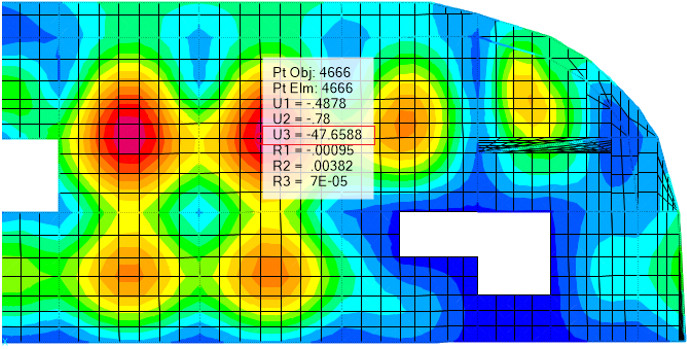 Pt Obj: 4666
Pt Elm: 4666
U1 = -.4878
U2 = -.78
U3 = -47.6588
R1 = -.00095
R2 = .00382
R3 = 7E-05